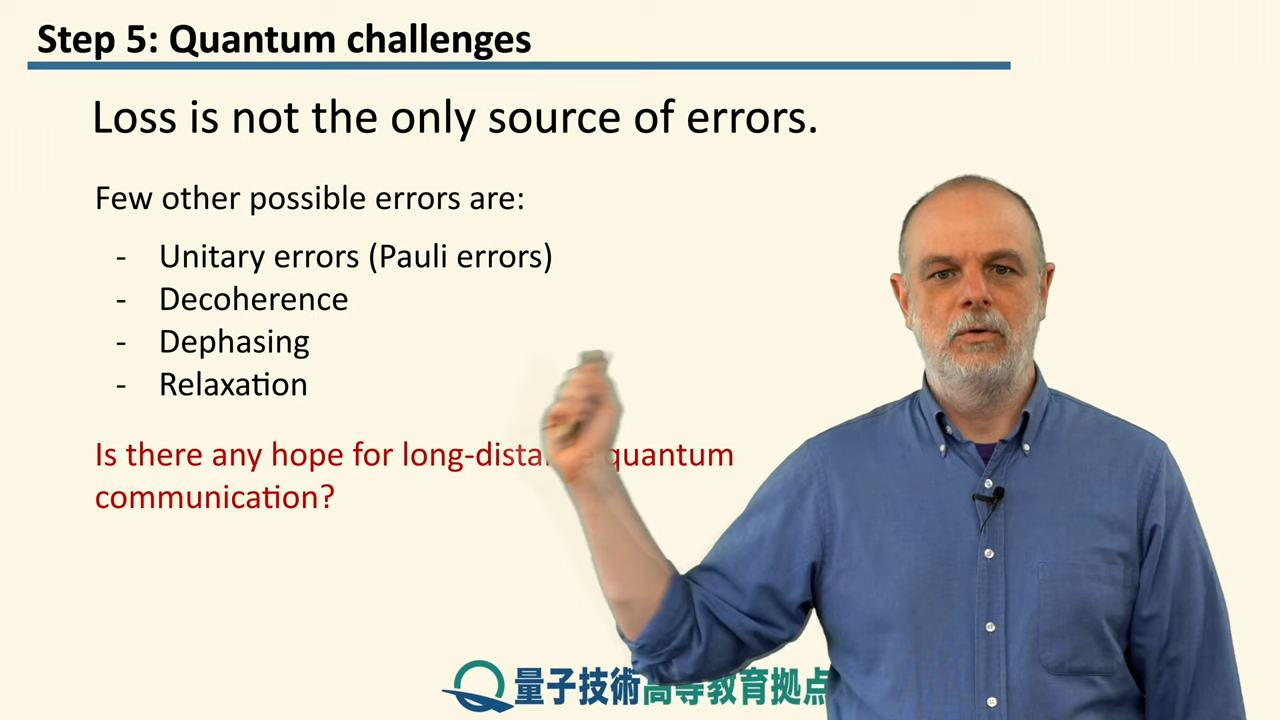 Step 5: Quantum challenges
Loss is not the only source of errors.
Few other possible errors are:
- Unitary errors (Pauli errors)
- Decoherence
- Dephasing
- Relaxation
Is there any hope for long-distance quantum
communication?
量子技術高等教育拠点